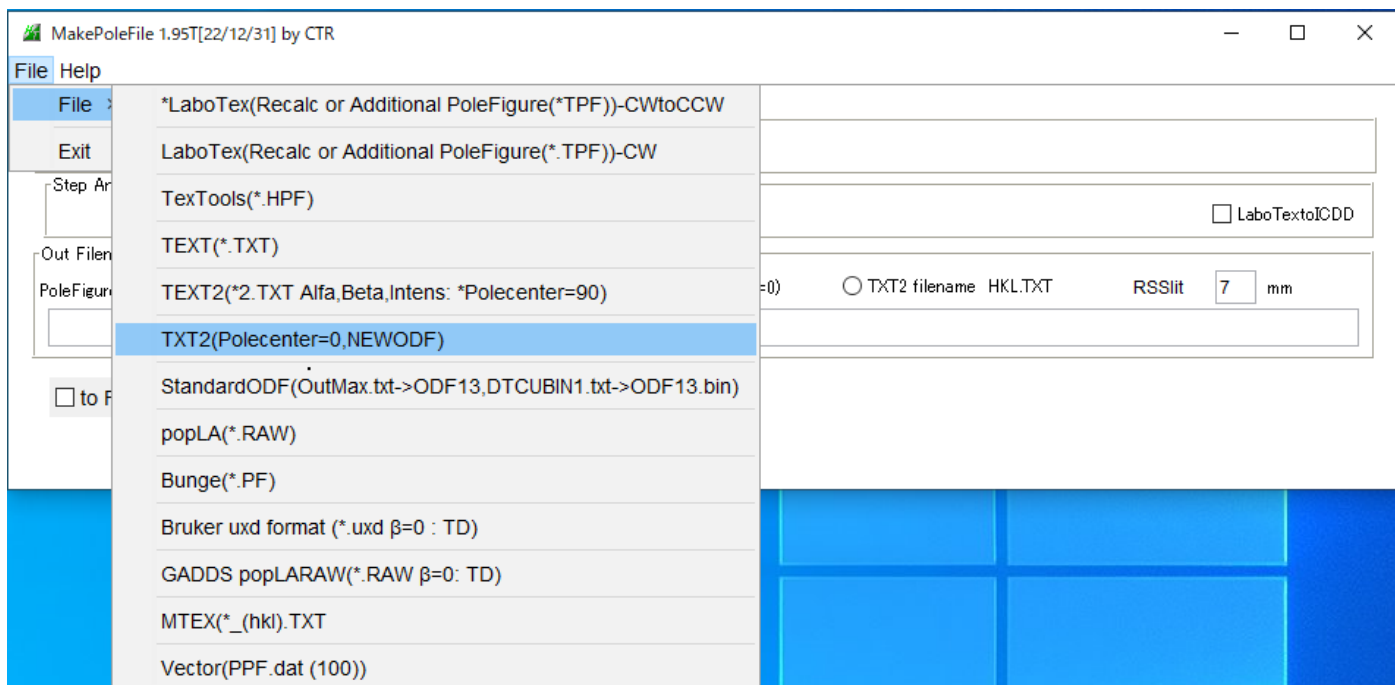 MakePoleFile 1.95T[22/12/31] by CTR
File Help
File
Exit
*LaboTex(Recalc or Additional PoleFigure(*TPF))-CWtoCCW
LaboTex(Recalc or Additional PoleFigure(*.TPF))-CW
TexTools(*.HPF)
TEXT(*.TXT)
TEXT2(*2.TXT Alfa,Beta,Intens: *Polecenter=90)
TXT2(Polecenter=0,NEWODF)
StandardODF(OutMax.txt->ODF13,DTCUBIN1.txt->ODF13.bin)
popLA(*.RAW)
Bunge(*.PF)
Bruker uxd format (*.uxd β=0 : TD)
GADDS popLARAW(*.RAW β=0: TD)
MTEX(*_(hkl).TXT
Vector(PPF.dat (100))
Step Ar
LaboTextoICDD
Out Filen
PoleFigur
=0)
TXT2 filename HKL.TXT
RSSlit 7 mm
to F